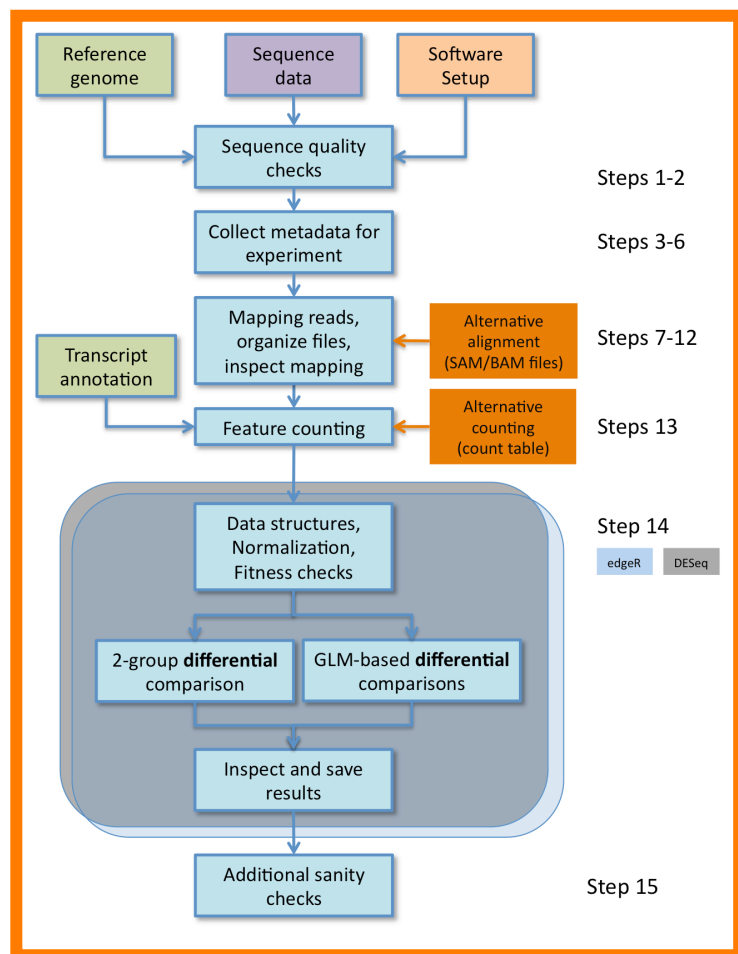 Reference
genome
Sequence
data
Software
Setup
Sequence quality
checks
Steps 1-2
Collect metadata for
experiment
Steps 3-6
Mapping reads,
organize files,
inspect mapping
Alternative
alignment
(SAM/BAM files)
Steps 7-12
Transcript
annotation
Feature counting
Alternative
counting
(count table)
Steps 13
Data structures,
Normalization,
Fitness checks
Step 14
edgeR
DESeq
2-group differential
comparison
GLM-based differential
comparisons
Inspect and save
results
Additional sanity
checks
Step 15